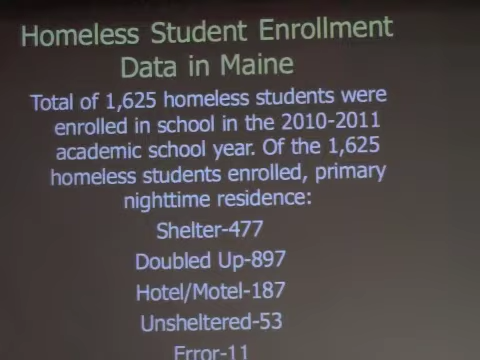 Homeless Student Enrollment
Data in Maine
Total of 1,625 homeless students were
enrolled in school in the 2010-2011
academic school year. Of the 1,625
homeless students enrolled, primary
nighttime residence:
Shelter-477
Doubled Up-897
Hotel/Motel-187
Unsheltered-53
Error-11